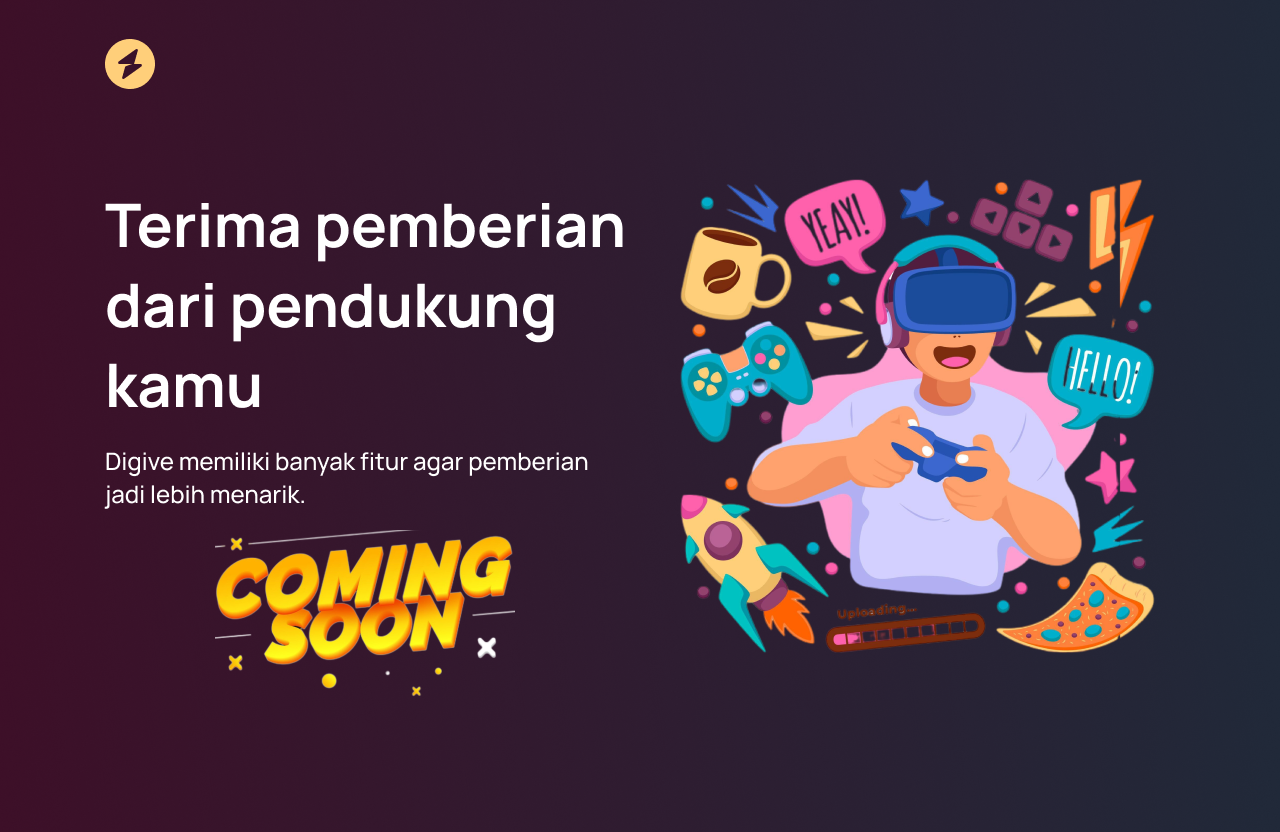 Terima pemberian
dari pendukung
kamu
Digive memiliki banyak fitur agar pemberian
jadi lebih menarik.
COMING
SOON
YEAY!
HELLO!
Uploading...